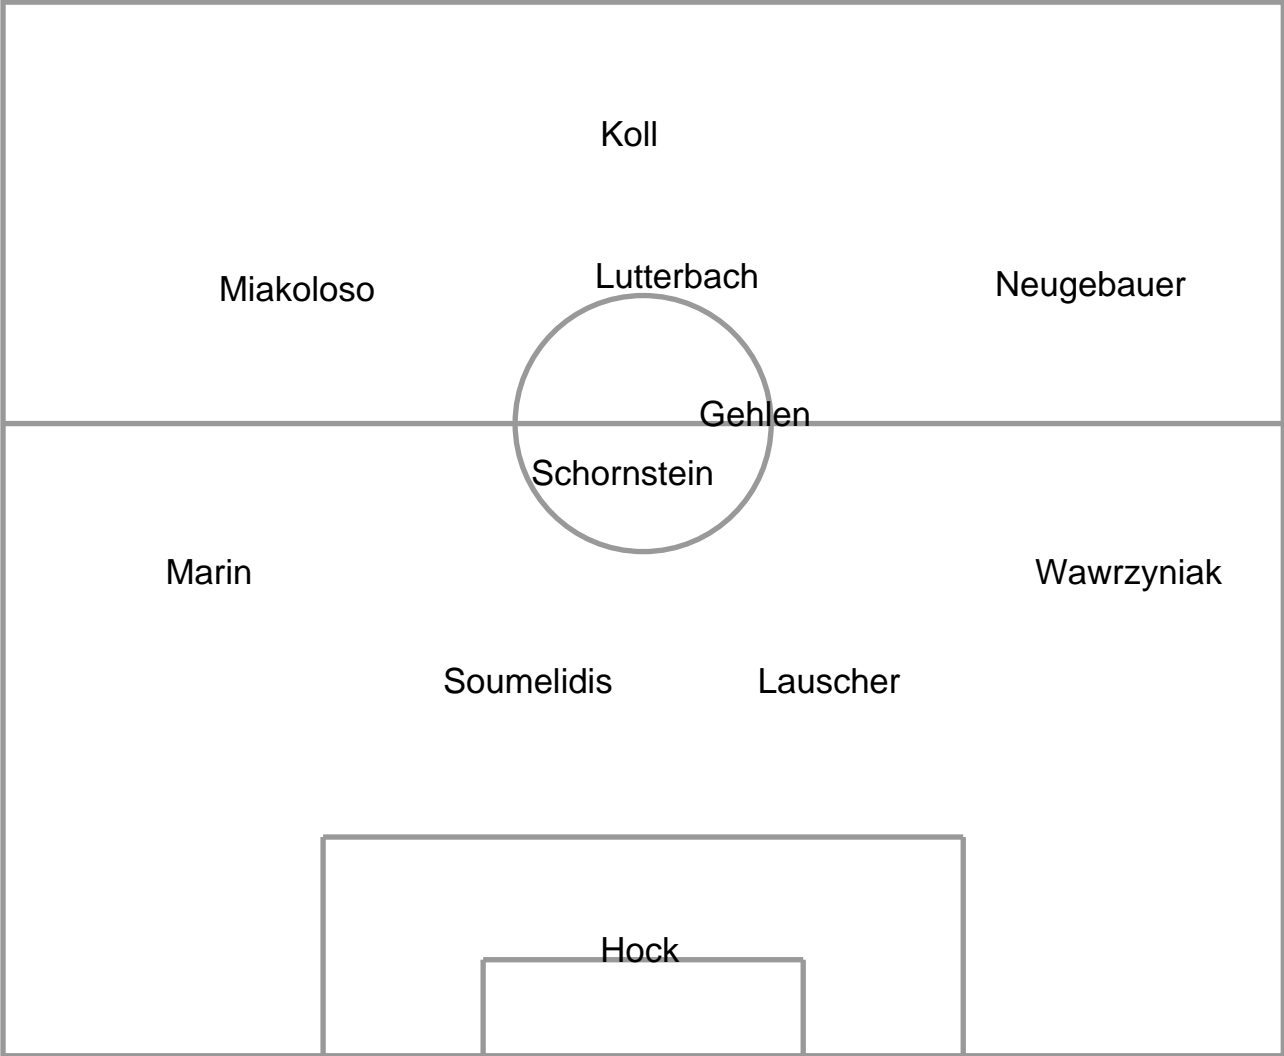 Koll
Miakoloso
Lutterbach
Neugebauer
Gehlen
Schornstein
Marin
Wawrzyniak
Soumelidis
Lauscher
Hock